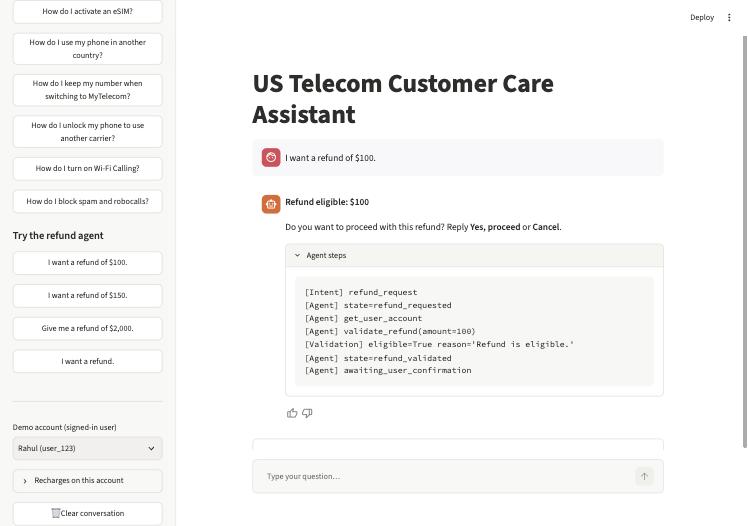 How do I activate an eSIM?
How do I use my phone in another
country?
How do I keep my number when
switching to MyTelecom?
How do I unlock my phone to use
another carrier?
How do I turn on Wi-Fi Calling?
How do I block spam and robocalls?
Try the refund agent
I want a refund of $100.
I want a refund of $150.
Give me a refund of $2,000.
I want a refund.
Demo account (signed-in user)
Rahul (user_123)
Recharges on this account
Clear conversation
Deploy
US Telecom Customer Care
Assistant
I want a refund of $100.
Refund eligible: $100
Do you want to proceed with this refund? Reply Yes, proceed or Cancel.
Agent steps
[Intent] refund_request
[Agent] state=refund_requested
[Agent] get_user_account
[Agent] validate_refund(amount=100)
[Validation] eligible=True reason='Refund is eligible.'
[Agent] state=refund_validated
[Agent] awaiting_user_confirmation
Type your question...